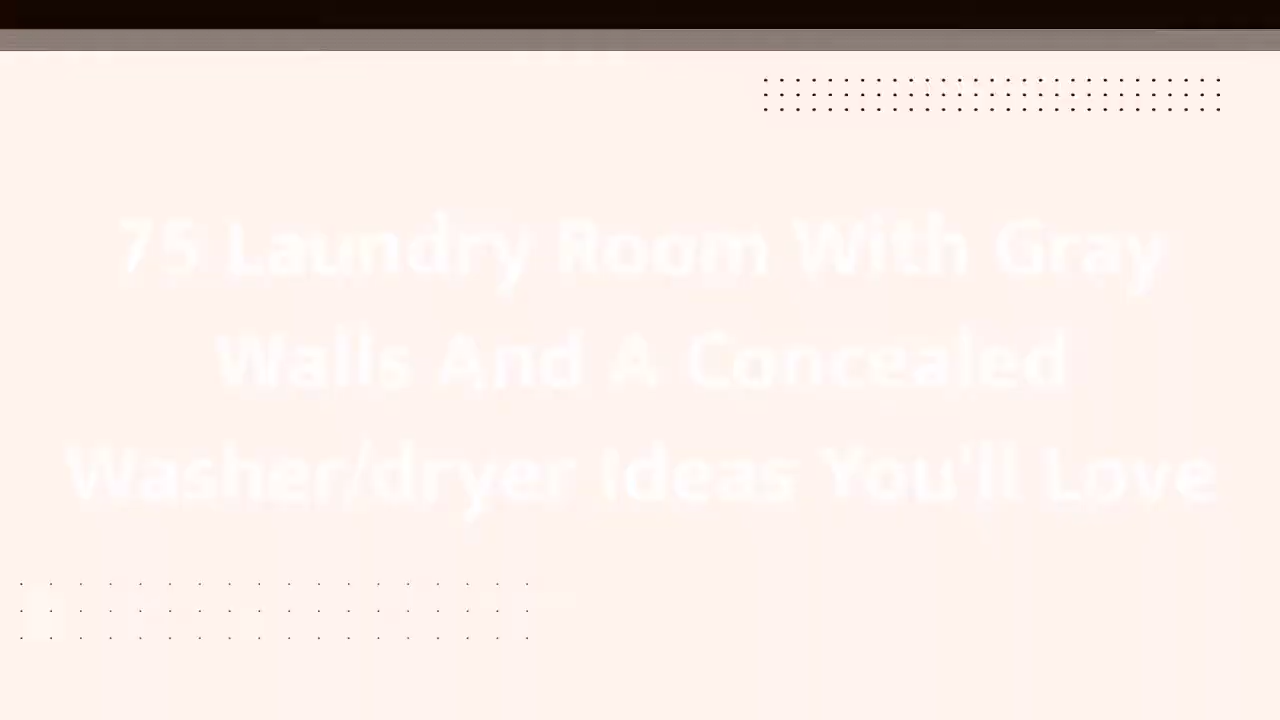 75 Laundry Room With Gray
Walls And A Concealed
Washer/dryer Ideas You'll Love